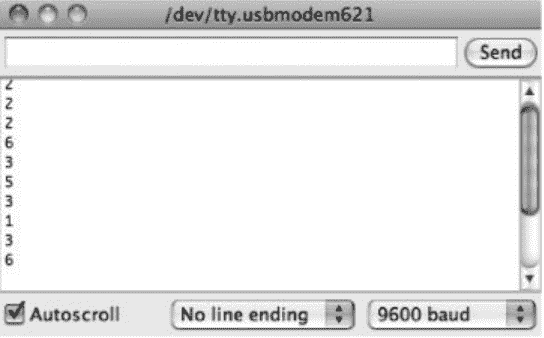 /dev/tty.usbmodem621
Send
2
2
2
6
3
5
3
1
3
6
Autoscroll
No line ending
9600 baud